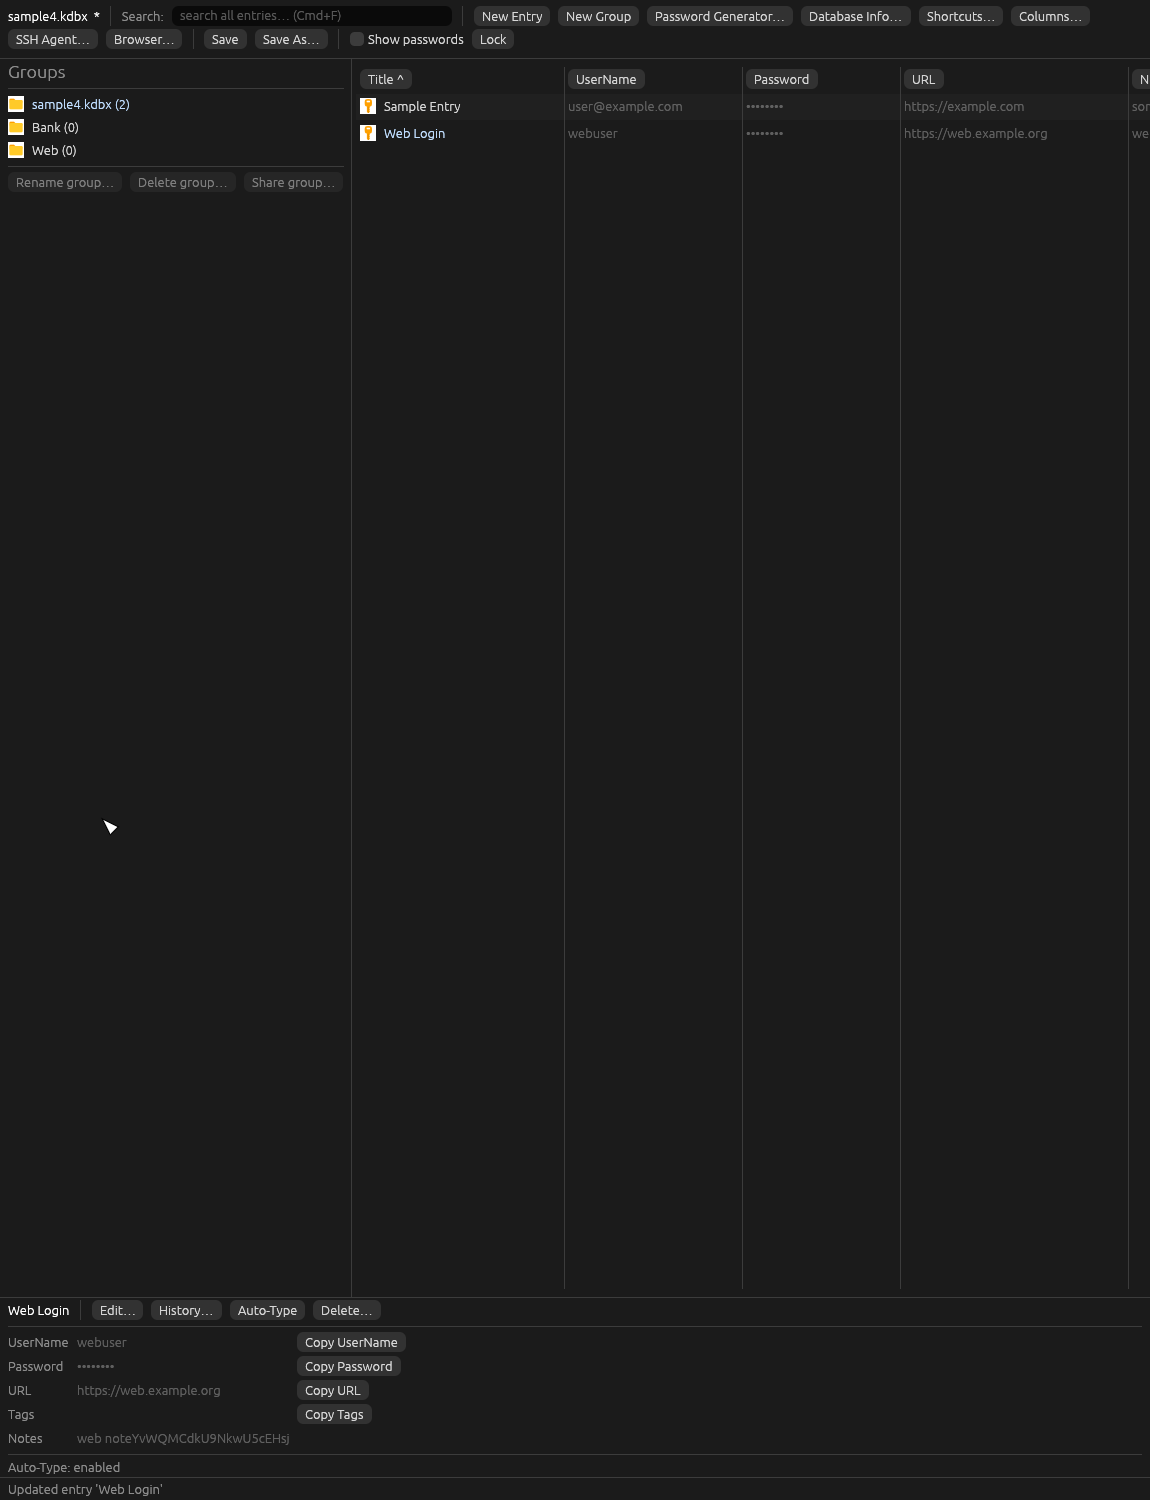 sample4.kdbx * Search: search all entries... (Cmd+F) New Entry New Group Password Generator... Database Info... Shortcuts... Columns...
SSH Agent... Browser... Save Save As... Show passwords Lock
Groups
sample4.kdbx (2)
Bank (0)
Web (0)
Rename group... Delete group... Share group...
Title ^ UserName Password URL N
Sample Entry user@example.com •••••••• https://example.com sor
Web Login webuser •••••••• https://web.example.org we
Web Login Edit... History... Auto-Type Delete...
UserName webuser Copy UserName
Password •••••••• Copy Password
URL https://web.example.org Copy URL
Tags Copy Tags
Notes web noteYvWQMCdkU9NkwU5cEHsj
Auto-Type: enabled
Updated entry 'Web Login'